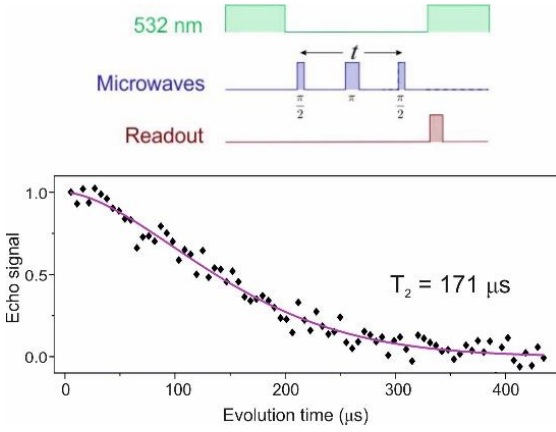 532 nm
t
Microwaves
π/2 π π/2
Readout
1.0
Echo signal
0.5
T₂ = 171 μs
0.0
0 100 200 300 400
Evolution time (μs)